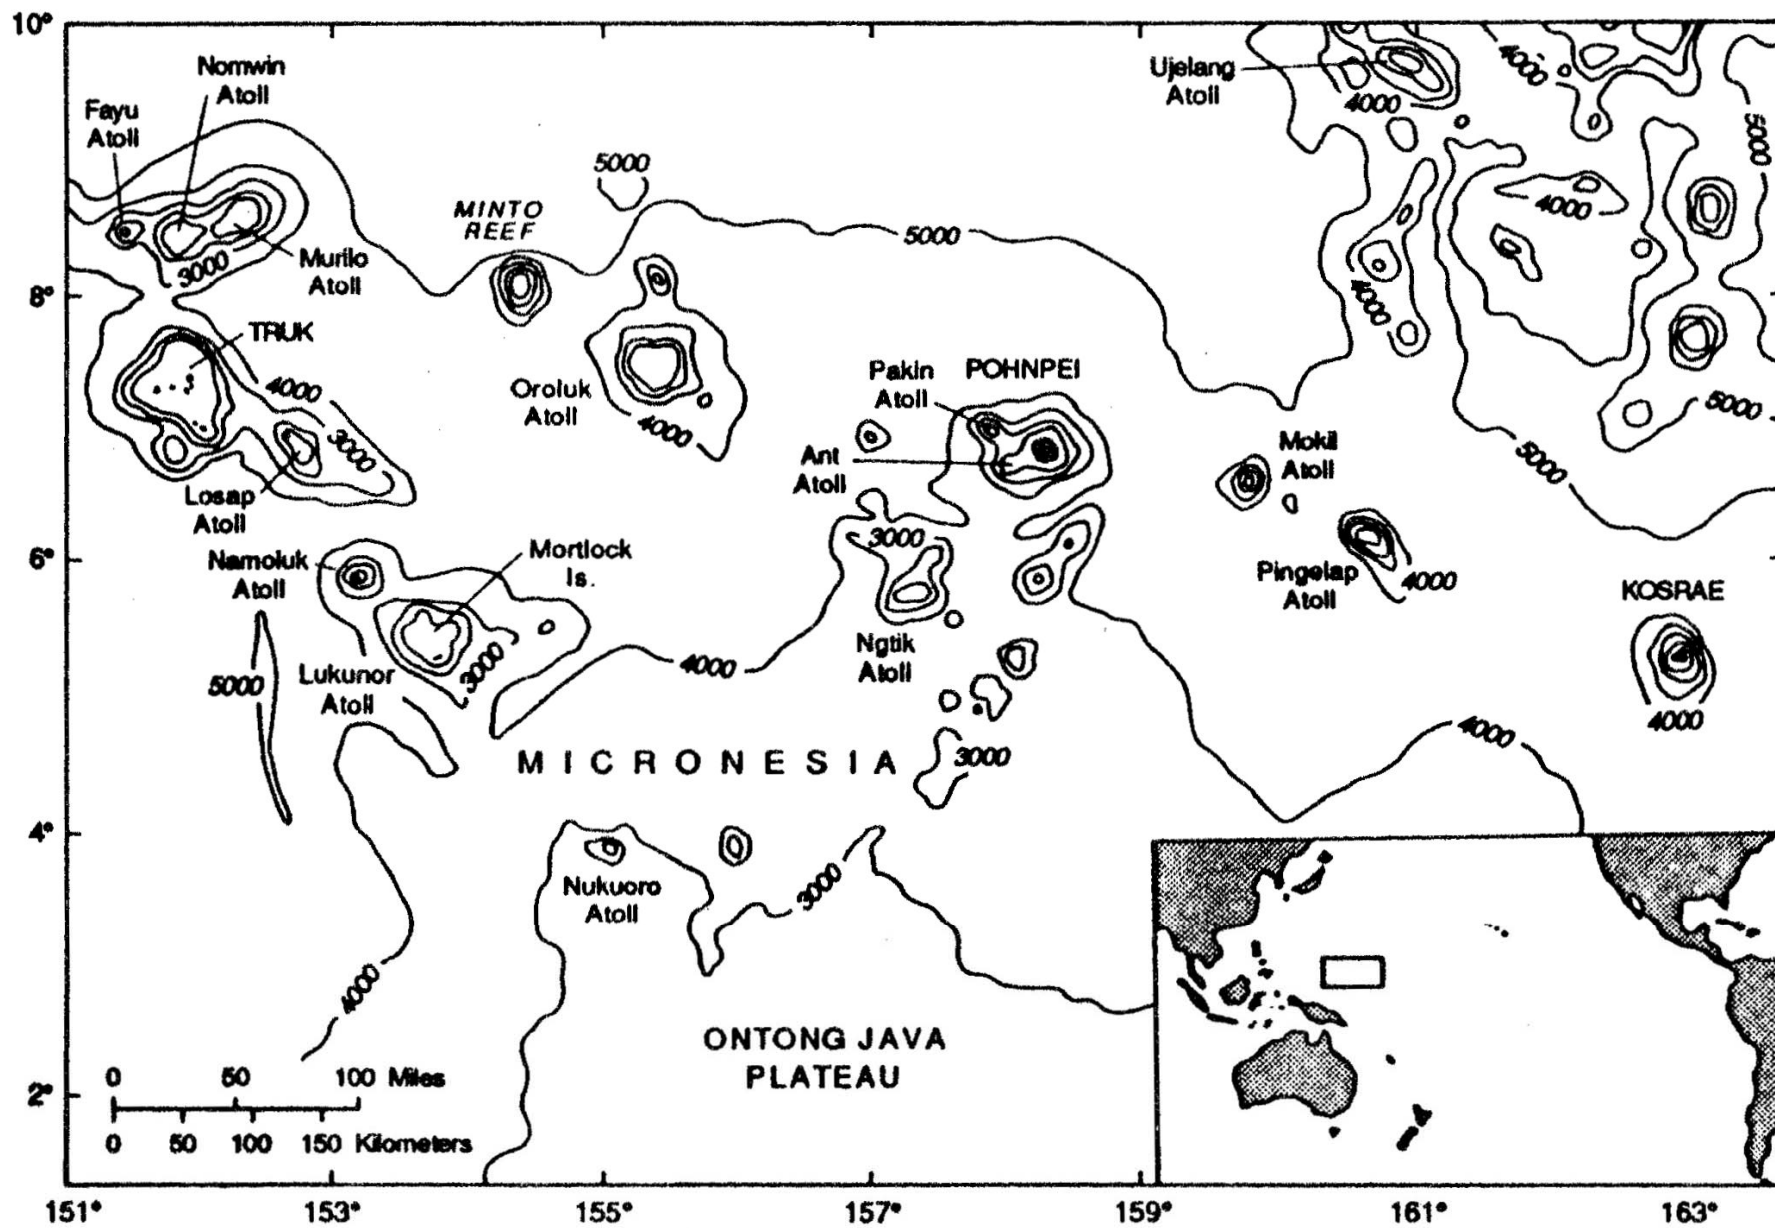 10°
Nomwin
Atoll
Fayu
Atoll
Ujelang
Atoll
4000
4000
5000
5000
MINTO
REEF
5000
4000
3000
Murilo
Atoll
8°
TRUK
4000
4000
3000
Oroluk
Atoll
4000
Pakin
Atoll
POHNPEI
Ant
Atoll
Mokil
Atoll
5000
5000
Losap
Atoll
6°
Namoluk
Atoll
Mortlock
Is.
3000
Ngtik
Atoll
Pingelap
Atoll
4000
KOSRAE
4000
5000
Lukunor
Atoll
3000
4000
4000
MICRONESIA
3000
4°
Nukuoro
Atoll
3000
4000
ONTONG JAVA
PLATEAU
2°
0 50 100 Miles
0 50 100 150 Kilometers
151° 153° 155° 157° 159° 161° 163°